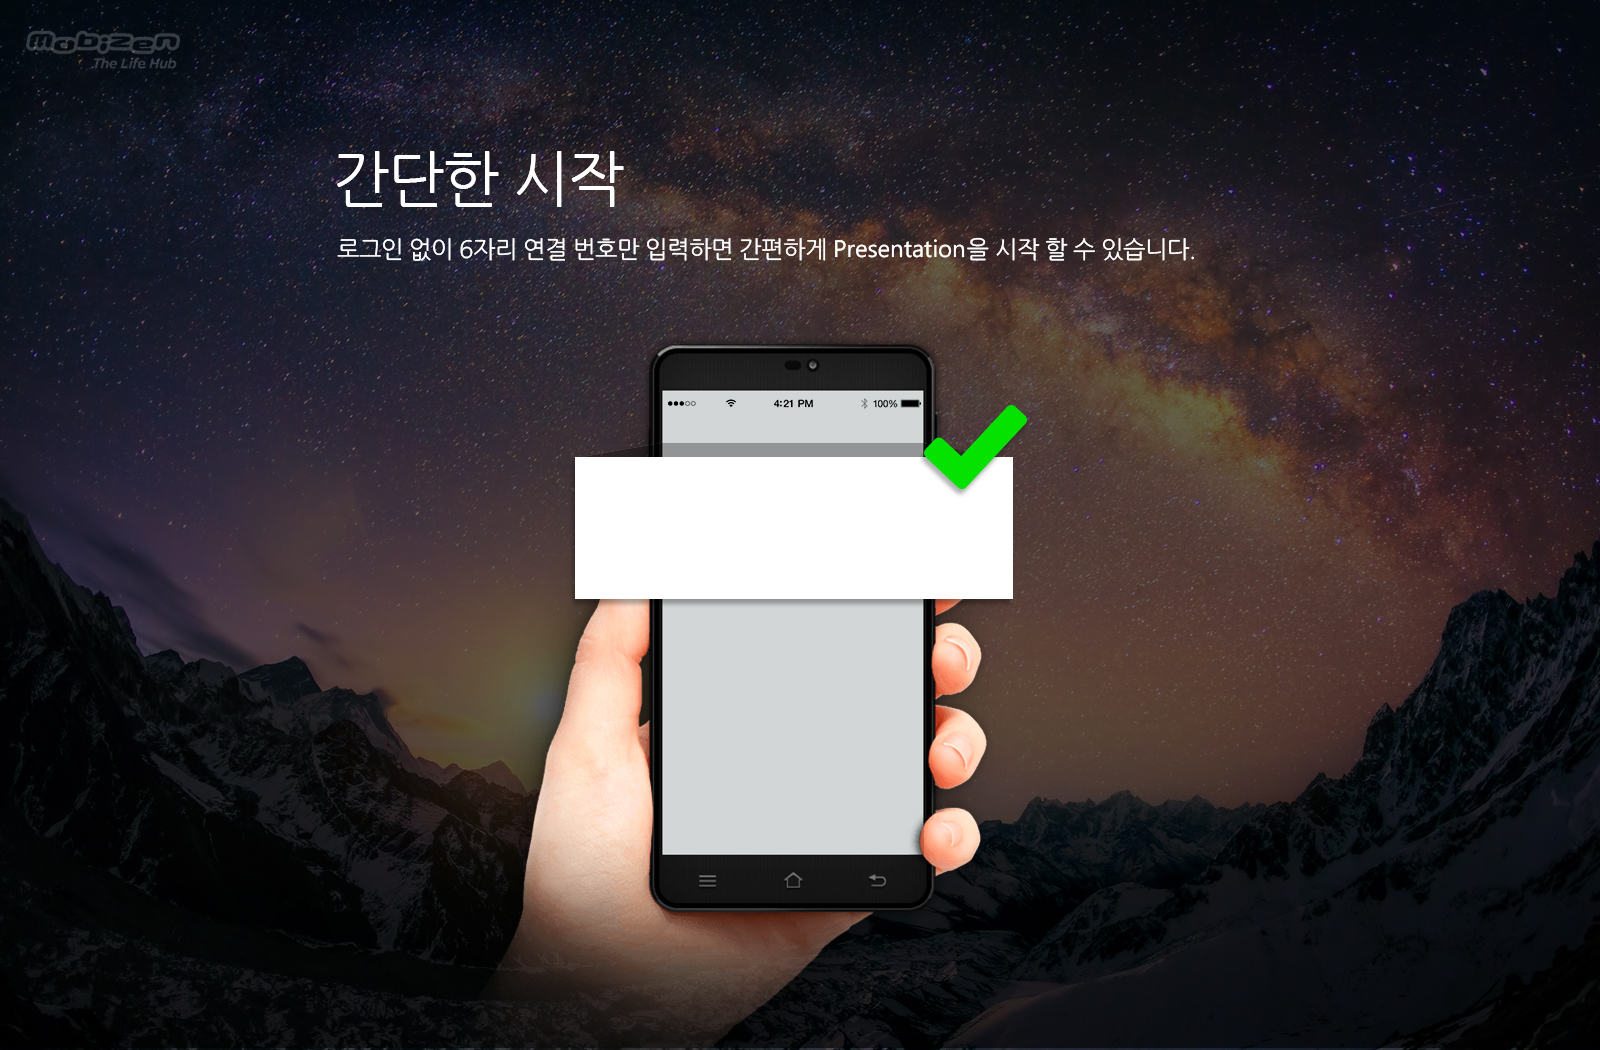 Mobizen
The Life Hub
간단한 시작
로그인 없이 6자리 연결 번호만 입력하면 간편하게 Presentation을 시작 할 수 있습니다.
4:21 PM
100%